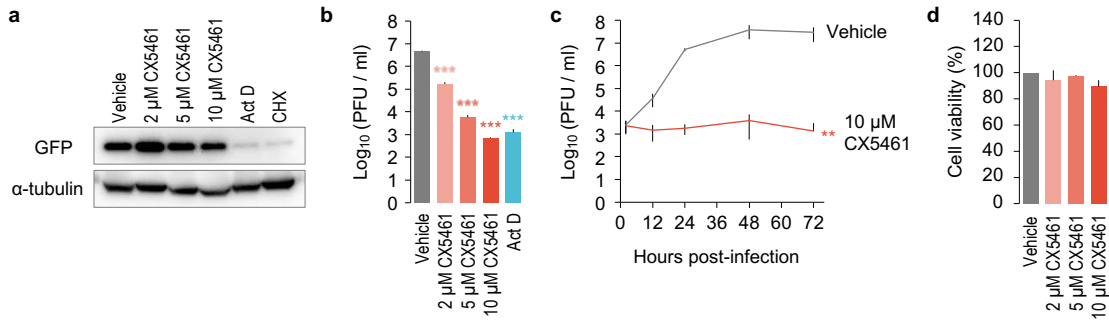 a
Vehicle
2 µM CX5461
5 µM CX5461
10 µM CX5461
Act D
CHX
GFP
α-tubulin
b
Log10 (PFU / ml)
8
7
6
5
4
3
2
1
0
***
***
***
***
Vehicle
2 µM CX5461
5 µM CX5461
10 µM CX5461
Act D
c
Log10 (PFU / ml)
8
7
6
5
4
3
2
1
0
0 12 24 36 48 60 72
Hours post-infection
Vehicle
10 µM
CX5461
**
d
Cell viability (%)
140
120
100
80
60
40
20
0
Vehicle
2 µM CX5461
5 µM CX5461
10 µM CX5461